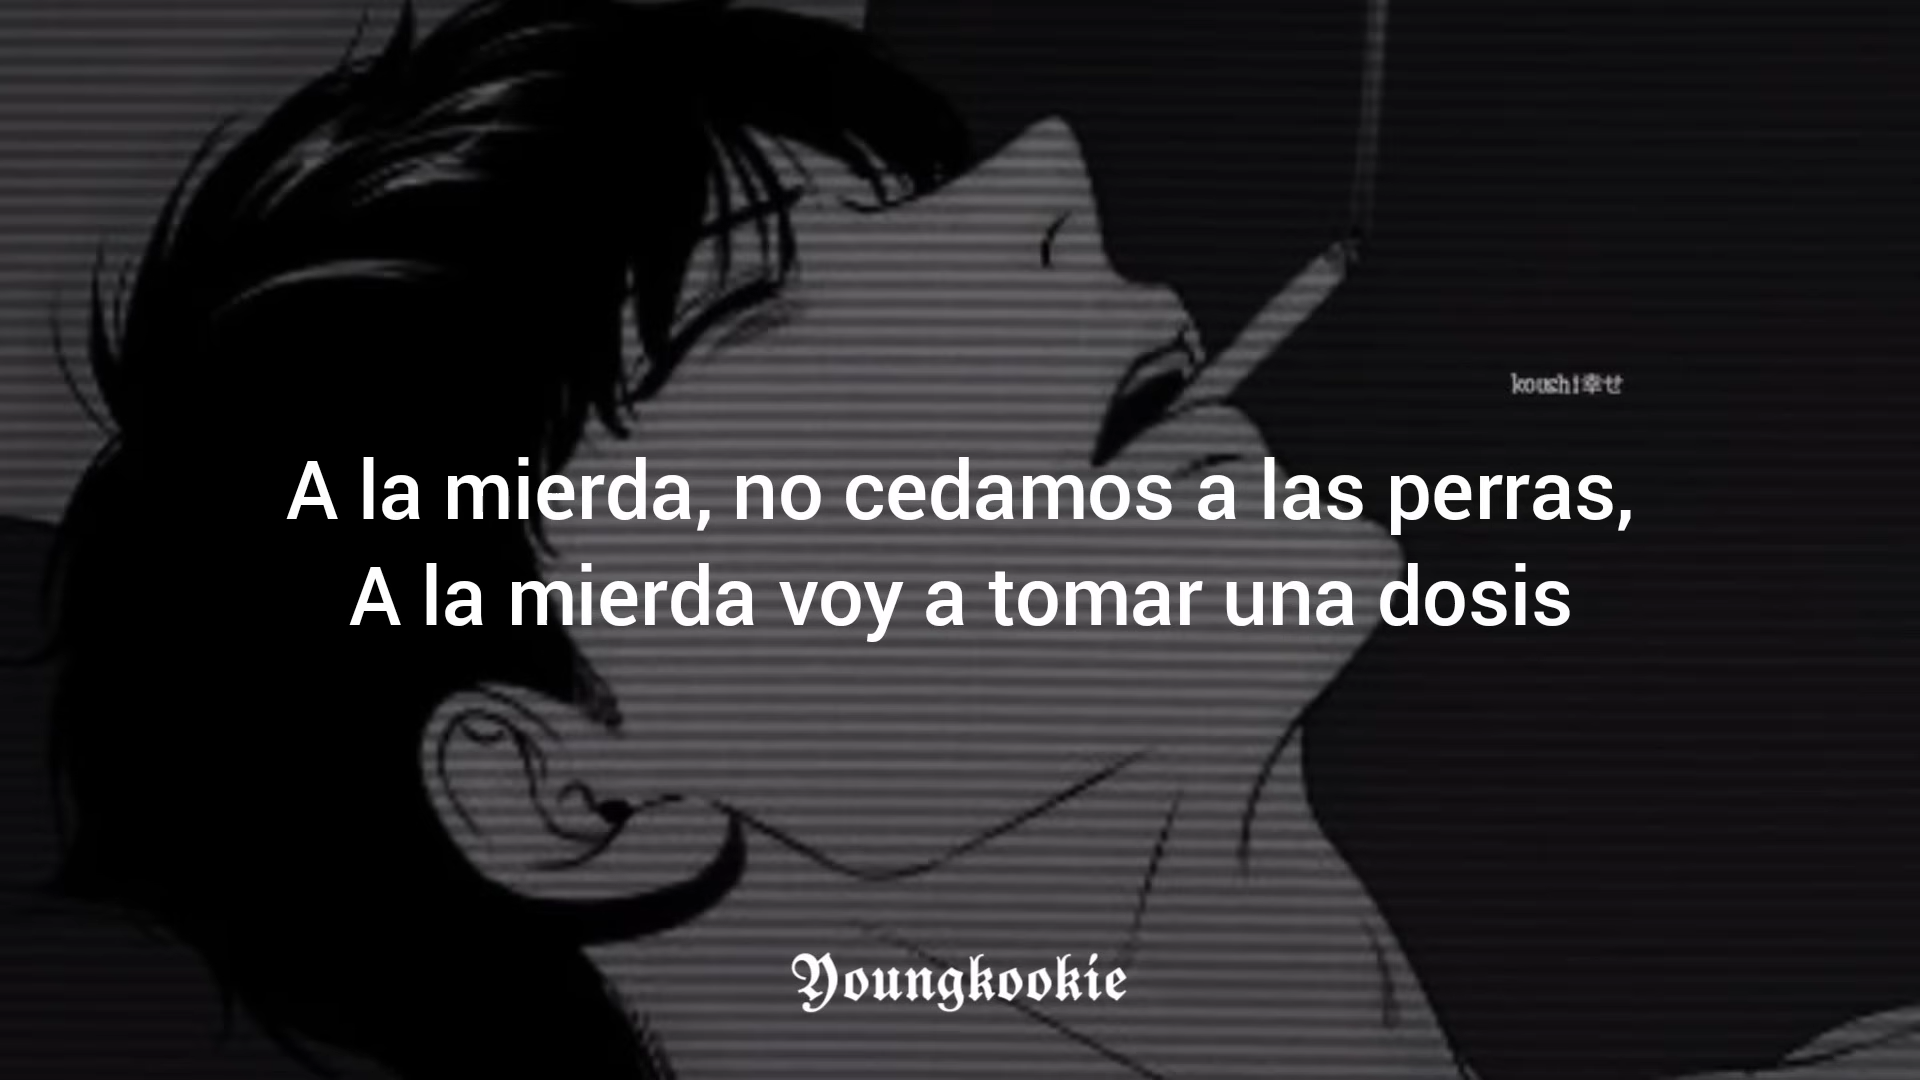 koushi幸せ
A la mierda, no cedamos a las perras,
A la mierda voy a tomar una dosis
Youngkookie